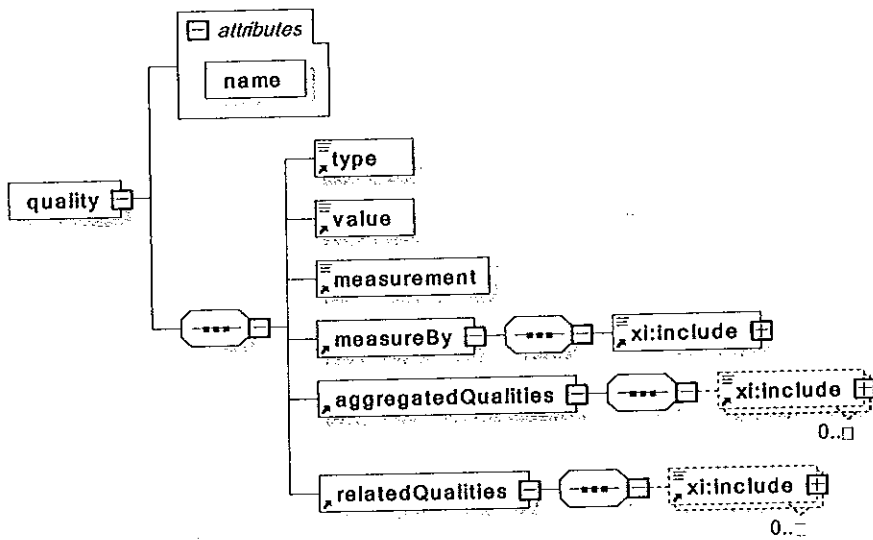 attributes
name
quality
type
value
measurement
measureBy
xi:include
aggregatedQualities
xi:include
0..
relatedQualities
xi:include
0..